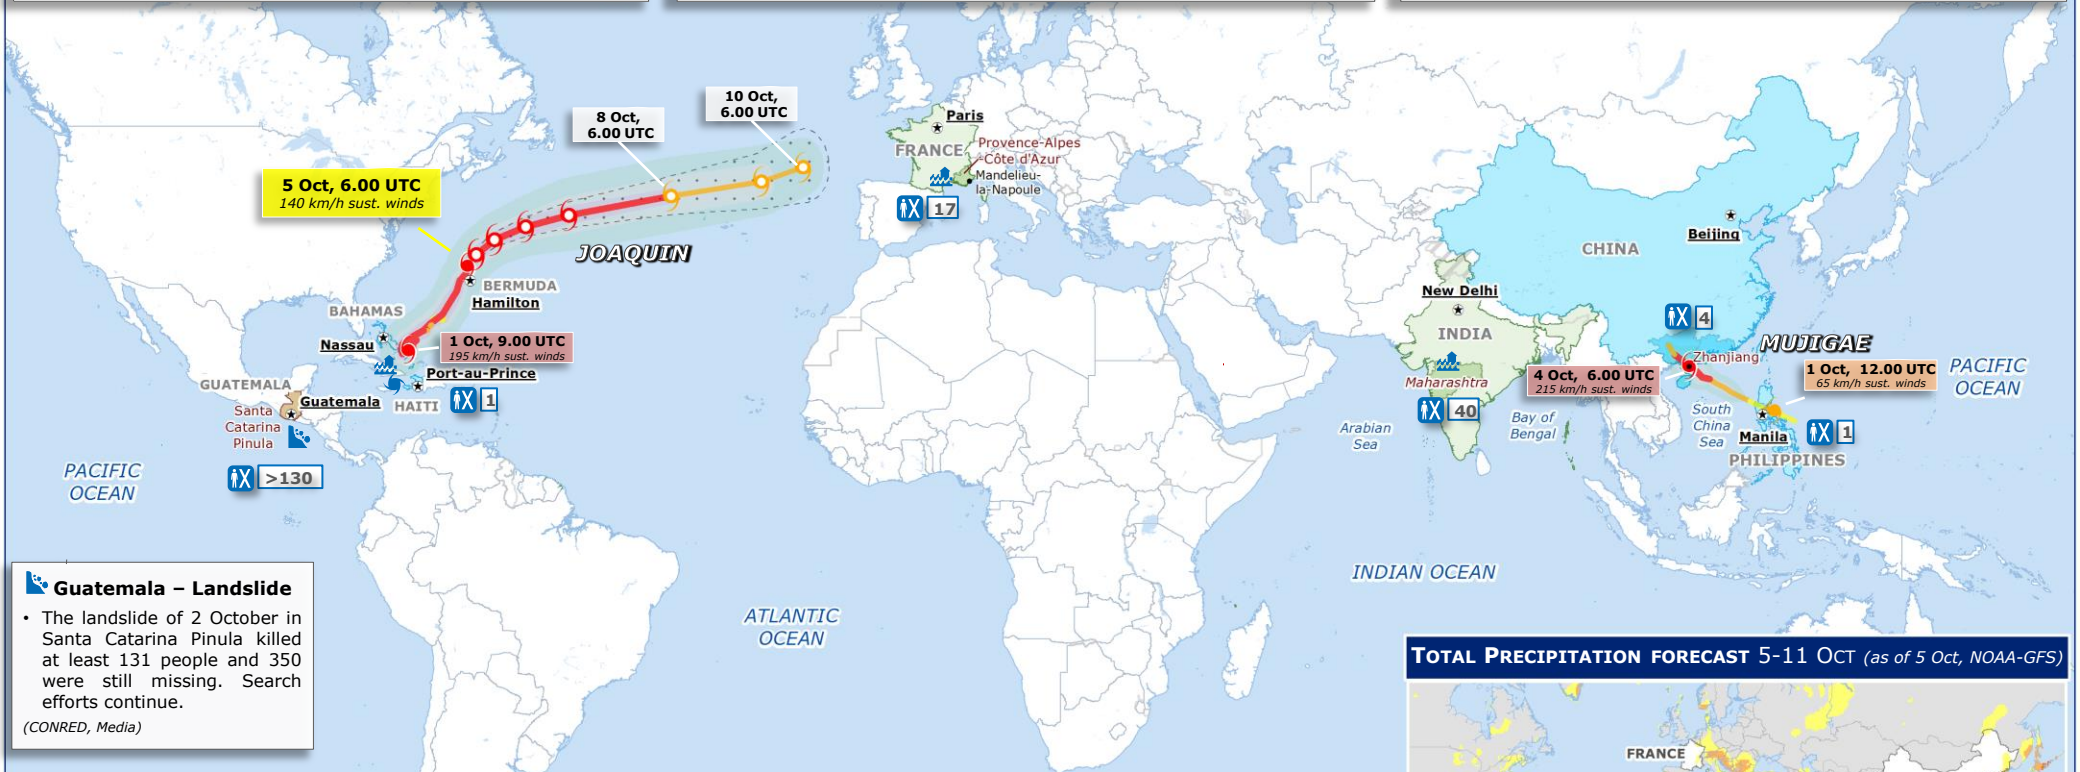 10 Oct,
6.00 UTC
8 Oct,
6.00 UTC
5 Oct, 6.00 UTC
140 km/h sust. winds
JOAQUIN
BERMUDA
Hamilton
BAHAMAS
Nassau
1 Oct, 9.00 UTC
195 km/h sust. winds
Port-au-Prince
HAITI
1
GUATEMALA
Guatemala
Santa
Catarina
Pinula
>130
PACIFIC
OCEAN
Paris
FRANCE
Provence-Alpes
-Côte d'Azur
Mandelieu-
la-Napoule
17
CHINA
Beijing
New Delhi
INDIA
Maharashtra
40
4
MUJIGAE
Zhanjiang
4 Oct, 6.00 UTC
215 km/h sust. winds
1 Oct, 12.00 UTC
65 km/h sust. winds
PACIFIC
OCEAN
Arabian
Sea
Bay of
Bengal
South
China
Sea
Manila
1
PHILIPPINES
INDIAN OCEAN
ATLANTIC
OCEAN
Guatemala – Landslide
• The landslide of 2 October in
Santa Catarina Pinula killed
at least 131 people and 350
were still missing. Search
efforts continue.
(CONRED, Media)
TOTAL PRECIPITATION FORECAST 5-11 OCT (as of 5 Oct, NOAA-GFS)
FRANCE